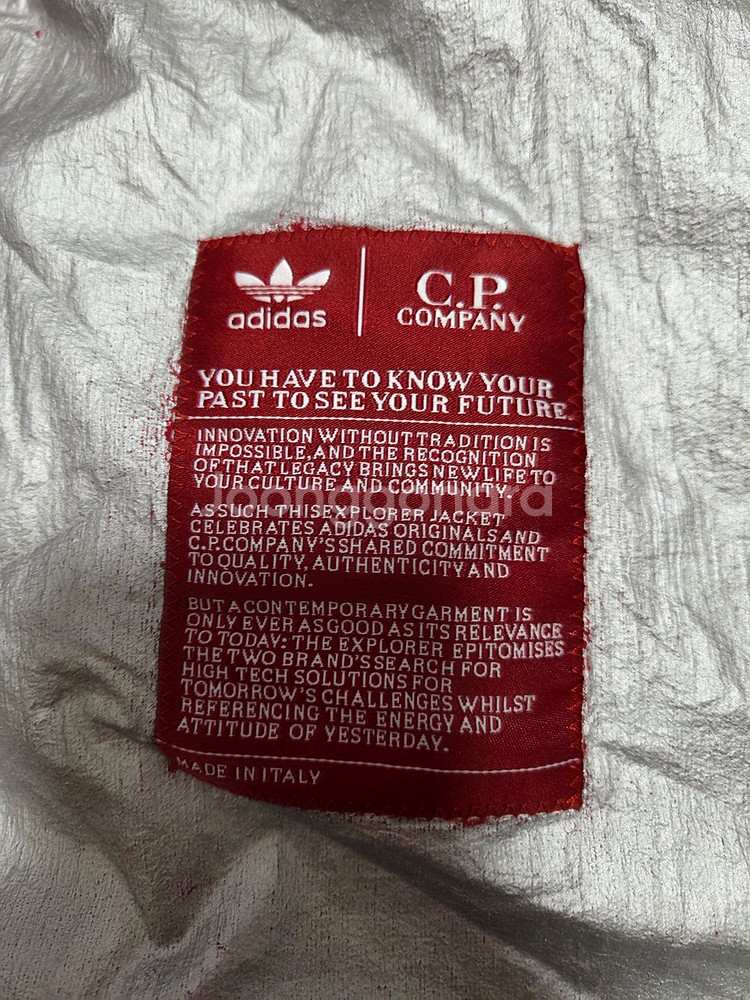 adidas
C.P.
COMPANY
YOU HAVE TO KNOW YOUR
PAST TO SEE YOUR FUTURE.
INNOVATION WITHOUT TRADITION IS
IMPOSSIBLE, AND THE RECOGNITION
OF THAT LEGACY BRINGS NEW LIFE TO
YOUR CULTURE AND COMMUNITY.
joongonara
AS SUCH THIS EXPLORER JACKET
CELEBRATES ADIDAS ORIGINALS AND
C.P.COMPANY'S SHARED COMMITMENT
TO QUALITY, AUTHENTICITY AND
INNOVATION.
BUT A CONTEMPORARY GARMENT IS
ONLY EVER AS GOOD AS ITS RELEVANCE
TO TODAY: THE EXPLORER EPITOMISES
THE TWO BRAND'S SEARCH FOR
HIGH TECH SOLUTIONS FOR
TOMORROW'S CHALLENGES WHILST
REFERENCING THE ENERGY AND
ATTITUDE OF YESTERDAY.
MADE IN ITALY